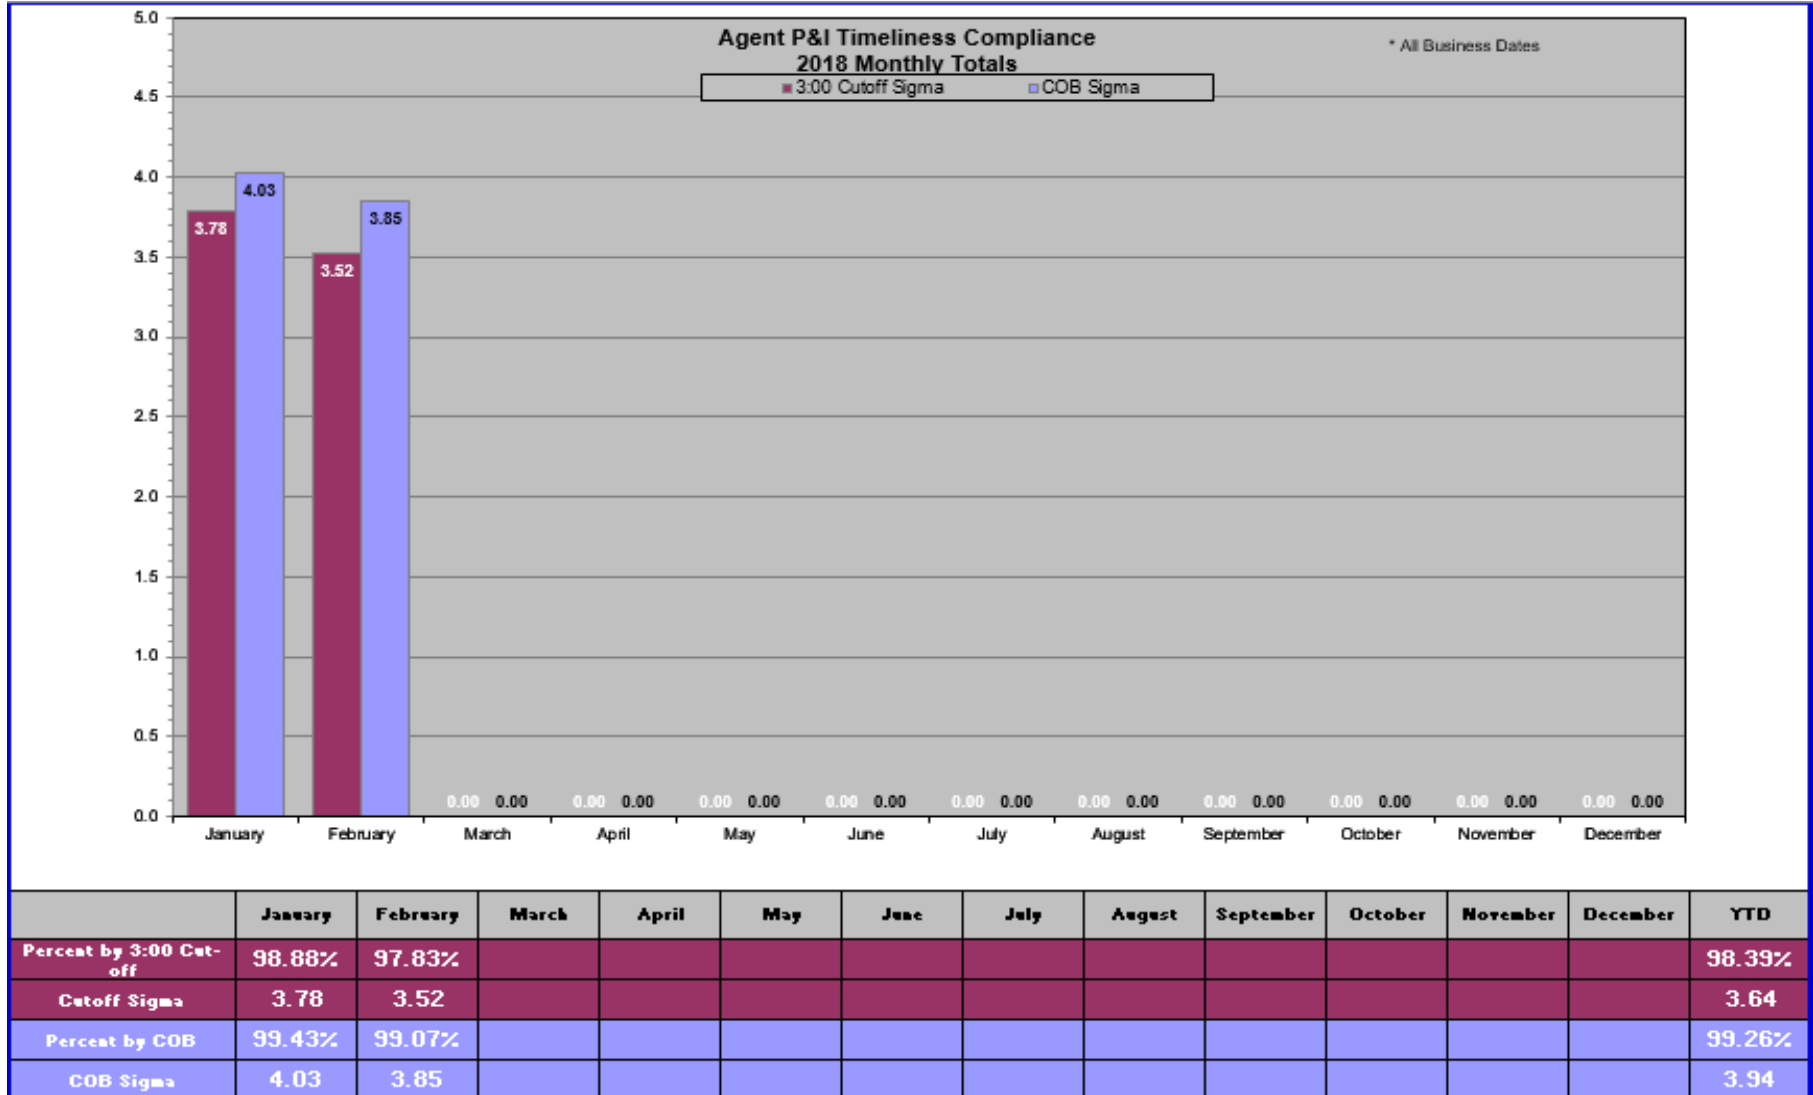 Agent P&I Timeliness Compliance
2018 Monthly Totals
* All Business Dates
3:00 Cutoff Sigma COB Sigma
5.0
4.5
4.0
3.5
3.0
2.5
2.0
1.5
1.0
0.5
0.0
3.78 4.03 3.52 3.85 0.00 0.00 0.00 0.00 0.00 0.00 0.00 0.00 0.00 0.00 0.00 0.00 0.00 0.00 0.00 0.00 0.00 0.00 0.00 0.00
January February March April May June July August September October November December
January February March April May June July August September October November December YTD
Percent by 3:00 Cut-
off 98.88% 97.83% 98.39%
Cutoff Sigma 3.78 3.52 3.64
Percent by COB 99.43% 99.07% 99.26%
COB Sigma 4.03 3.85 3.94